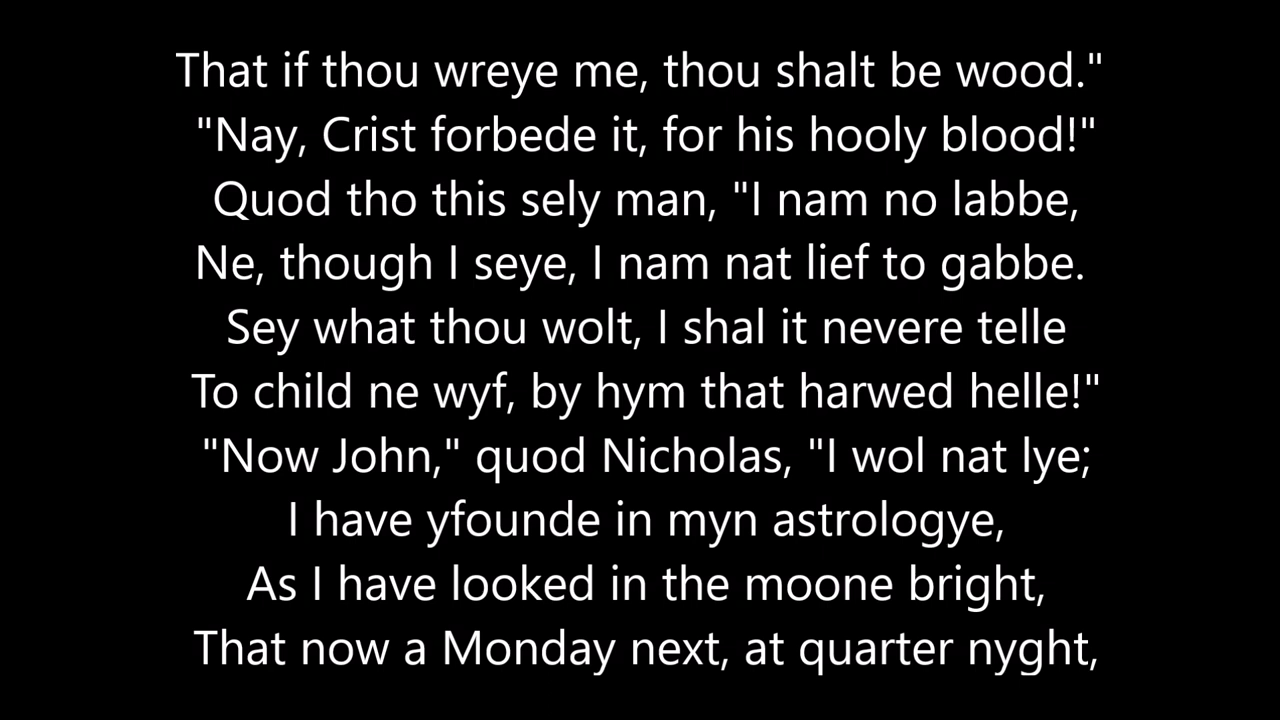 That if thou wreye me, thou shalt be wood."
"Nay, Crist forbede it, for his hooly blood!"
Quod tho this sely man, "I nam no labbe,
Ne, though I seye, I nam nat lief to gabbe.
Sey what thou wolt, I shal it nevere telle
To child ne wyf, by hym that harwed helle!"
"Now John," quod Nicholas, "I wol nat lye;
I have yfounde in myn astrologye,
As I have looked in the moone bright,
That now a Monday next, at quarter nyght,